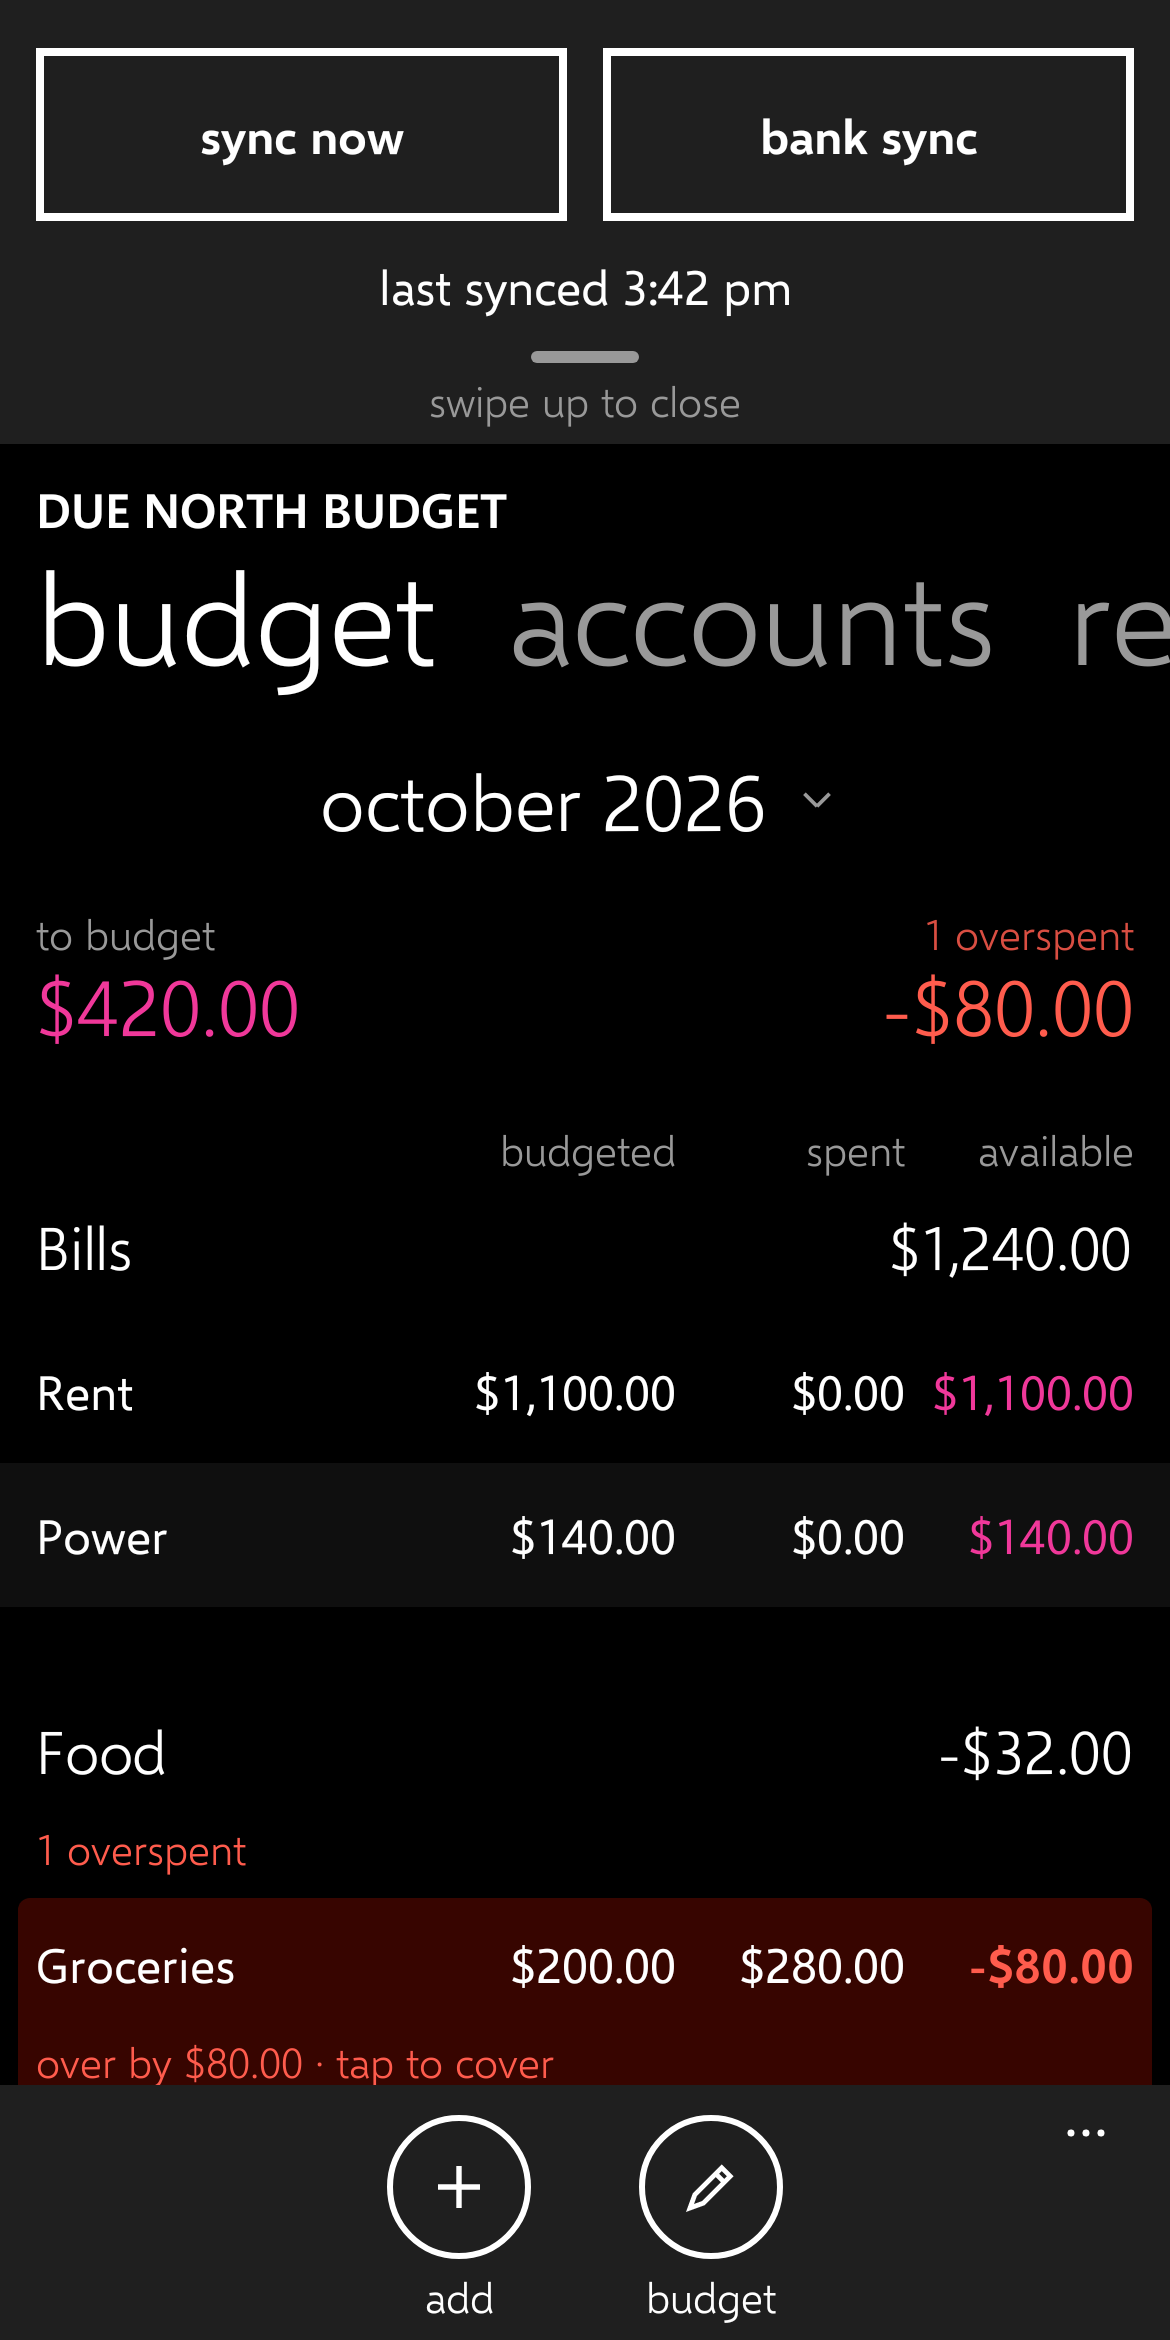 sync now bank sync
last synced 3:42 pm
swipe up to close
DUE NORTH BUDGET
budget accounts re
october 2026
to budget 1 overspent
$420.00 -$80.00
budgeted spent available
Bills $1,240.00
Rent $1,100.00 $0.00 $1,100.00
Power $140.00 $0.00 $140.00
Food -$32.00
1 overspent
Groceries $200.00 $280.00 -$80.00
over by $80.00 · tap to cover
add budget